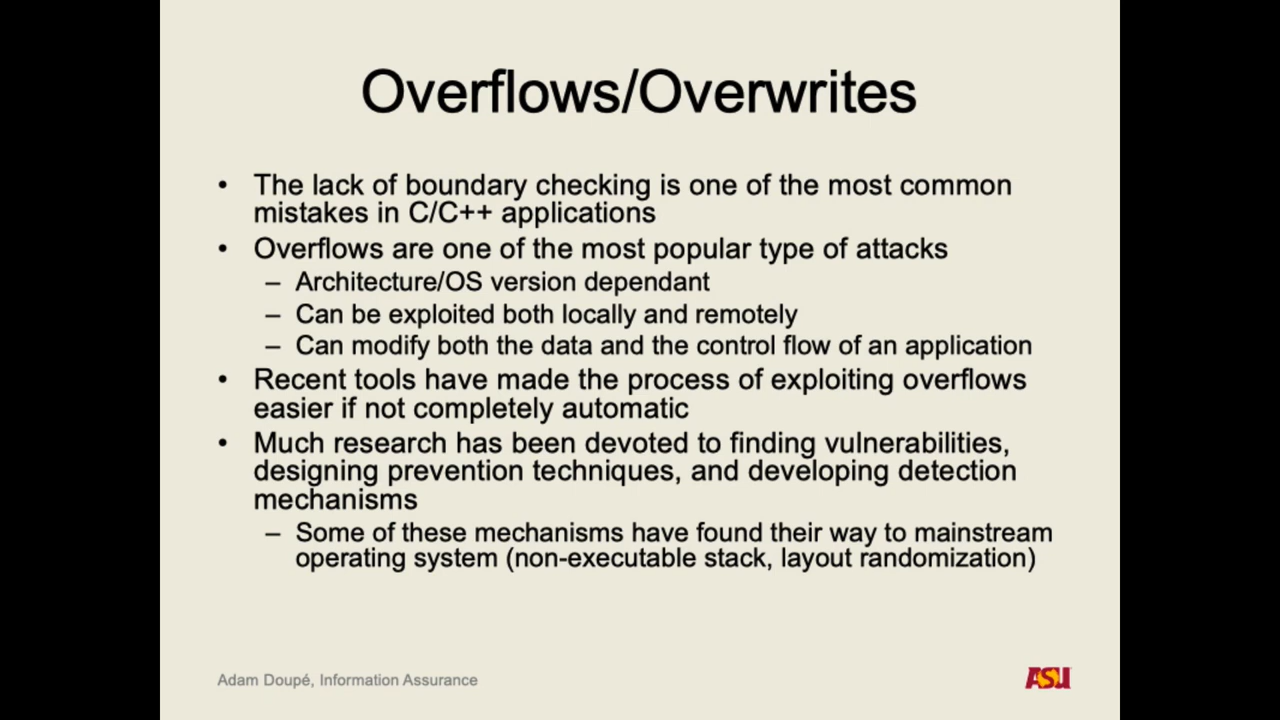 Overflows/Overwrites
• The lack of boundary checking is one of the most common
mistakes in C/C++ applications
• Overflows are one of the most popular type of attacks
– Architecture/OS version dependant
– Can be exploited both locally and remotely
– Can modify both the data and the control flow of an application
• Recent tools have made the process of exploiting overflows
easier if not completely automatic
• Much research has been devoted to finding vulnerabilities,
designing prevention techniques, and developing detection
mechanisms
– Some of these mechanisms have found their way to mainstream
operating system (non-executable stack, layout randomization)
Adam Doupé, Information Assurance
ASU